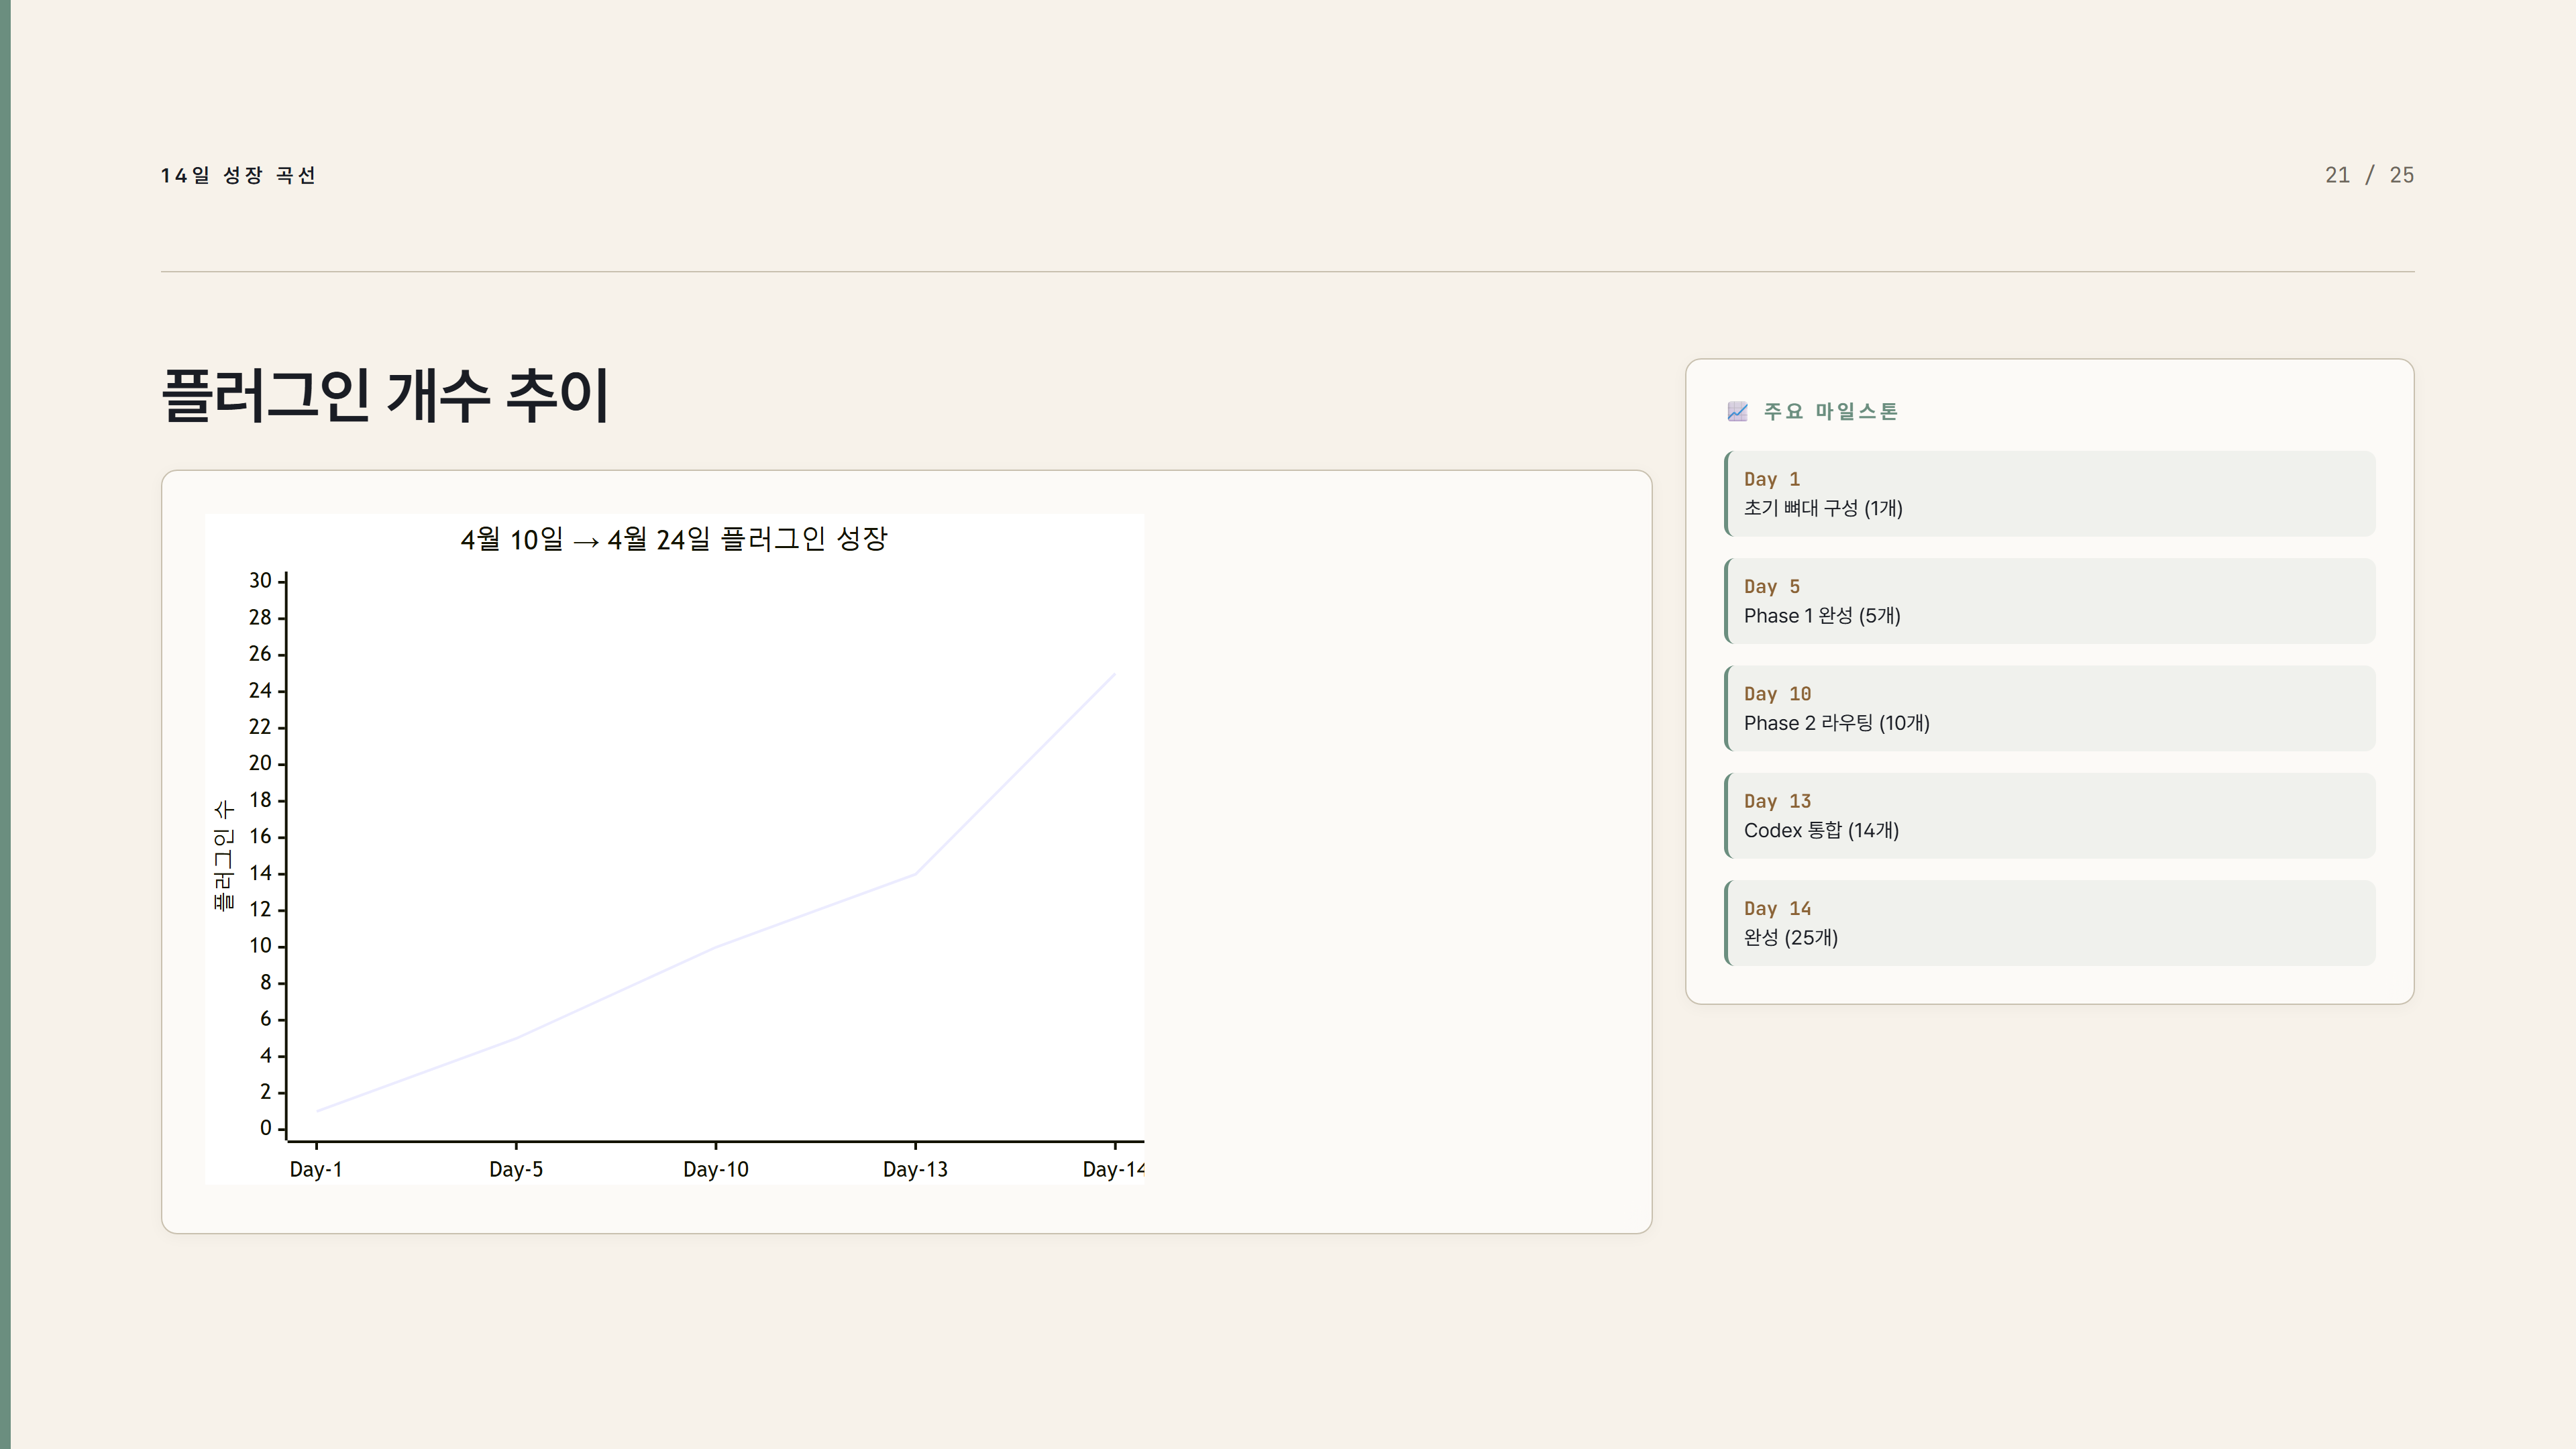 14일 성장 곡선
21 / 25
플러그인 개수 추이
4월 10일 → 4월 24일 플러그인 성장
플러그인 수
30
28
26
24
22
20
18
16
14
12
10
8
6
4
2
0
Day-1
Day-5
Day-10
Day-13
Day-14
📈 주요 마일스톤
Day 1
초기 뼈대 구성 (1개)
Day 5
Phase 1 완성 (5개)
Day 10
Phase 2 라우팅 (10개)
Day 13
Codex 통합 (14개)
Day 14
완성 (25개)